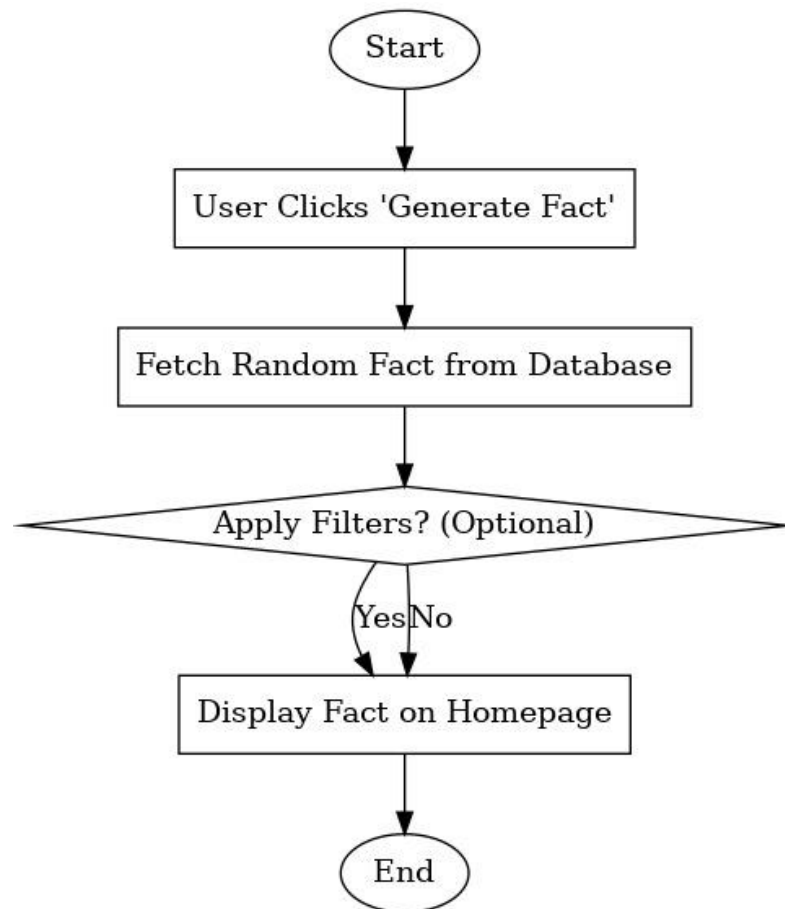 Start
User Clicks 'Generate Fact'
Fetch Random Fact from Database
Apply Filters? (Optional)
Yes
No
Display Fact on Homepage
End